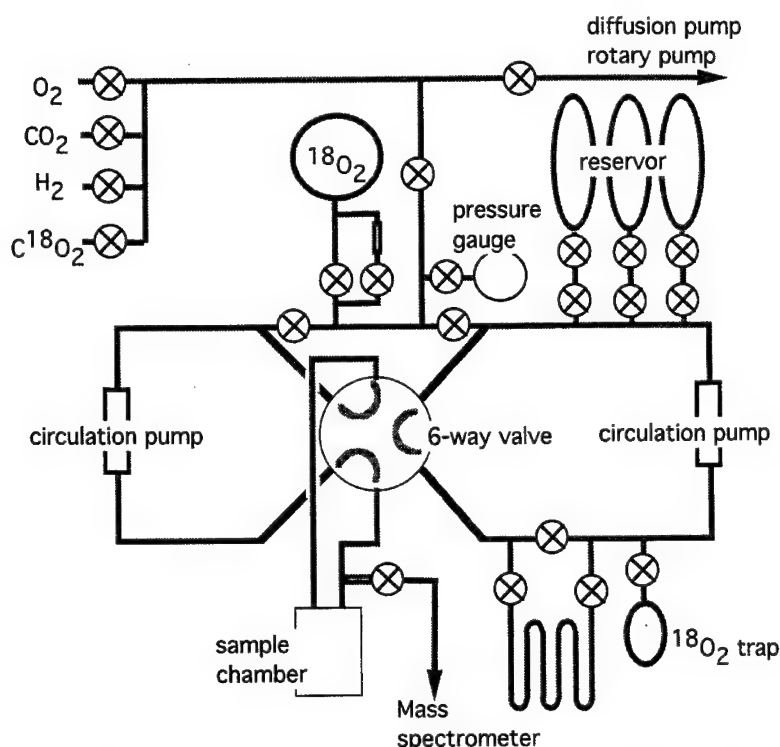 diffusion pump
rotary pump
O2
CO2
H2
C18O2
18O2
reservor
pressure
gauge
circulation pump
6-way valve
circulation pump
sample
chamber
18O2 trap
Mass
spectrometer